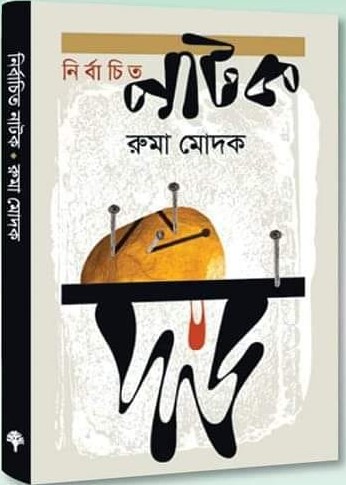 নির্বাচিত
নাটক
রুমা মোদক
নির্বাচিত নাটক • রুমা মোদক